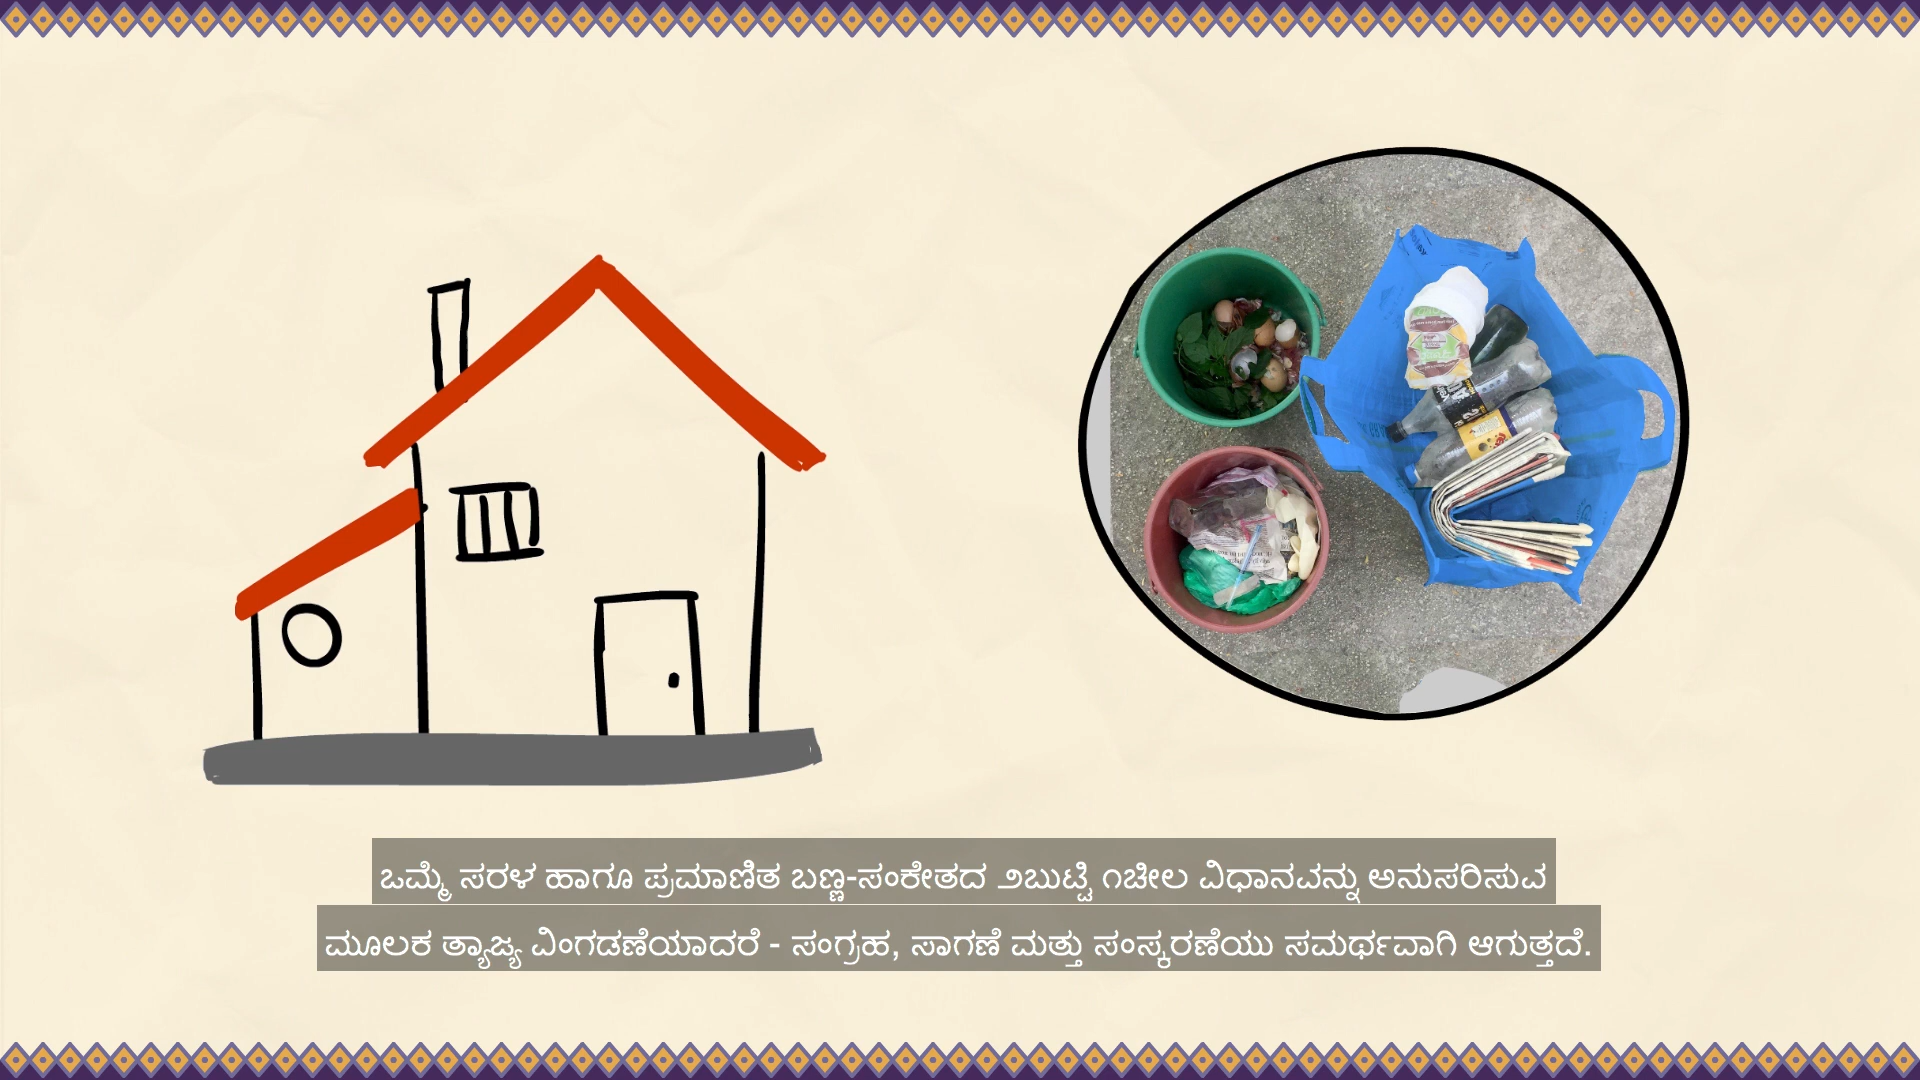 ಒಮ್ಮೆ ಸರಳ ಹಾಗೂ ಪ್ರಮಾಣಿತ ಬಣ್ಣ-ಸಂಕೇತದ ೨ಬುಟ್ಟಿ ೧ಚೀಲ ವಿಧಾನವನ್ನು ಅನುಸರಿಸುವ
ಮೂಲಕ ತ್ಯಾಜ್ಯ ವಿಂಗಡಣೆಯಾದರೆ - ಸಂಗ್ರಹ, ಸಾಗಣೆ ಮತ್ತು ಸಂಸ್ಕರಣೆಯು ಸಮರ್ಥವಾಗಿ ಆಗುತ್ತದೆ.